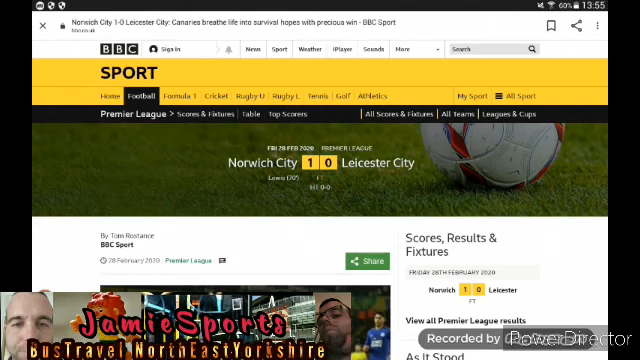 13:55
60%
Norwich City 1-0 Leicester City: Canaries breathe life into survival hopes with precious win - BBC Sport
bbc.co.uk
BBC Sign in News Sport Weather iPlayer Sounds More Search
SPORT
Home Football Formula 1 Cricket Rugby U Rugby L Tennis Golf Athletics My Sport All Sport
Premier League > Scores & Fixtures Table Top Scorers All Scores & Fixtures All Teams Leagues & Cups
FRI 28 FEB 2020 PREMIER LEAGUE
Norwich City 1 0 Leicester City
Lewis (70') FT
HT 0-0
By Tom Rostance
BBC Sport
28 February 2020 Premier League
Share
Scores, Results & Fixtures
FRIDAY 28TH FEBRUARY 2020
Norwich 1 0 Leicester
FT
View all Premier League results
As It Stood
JamieSports
BusTravel NorthEastYorkshire
Recorded by
PowerDirector